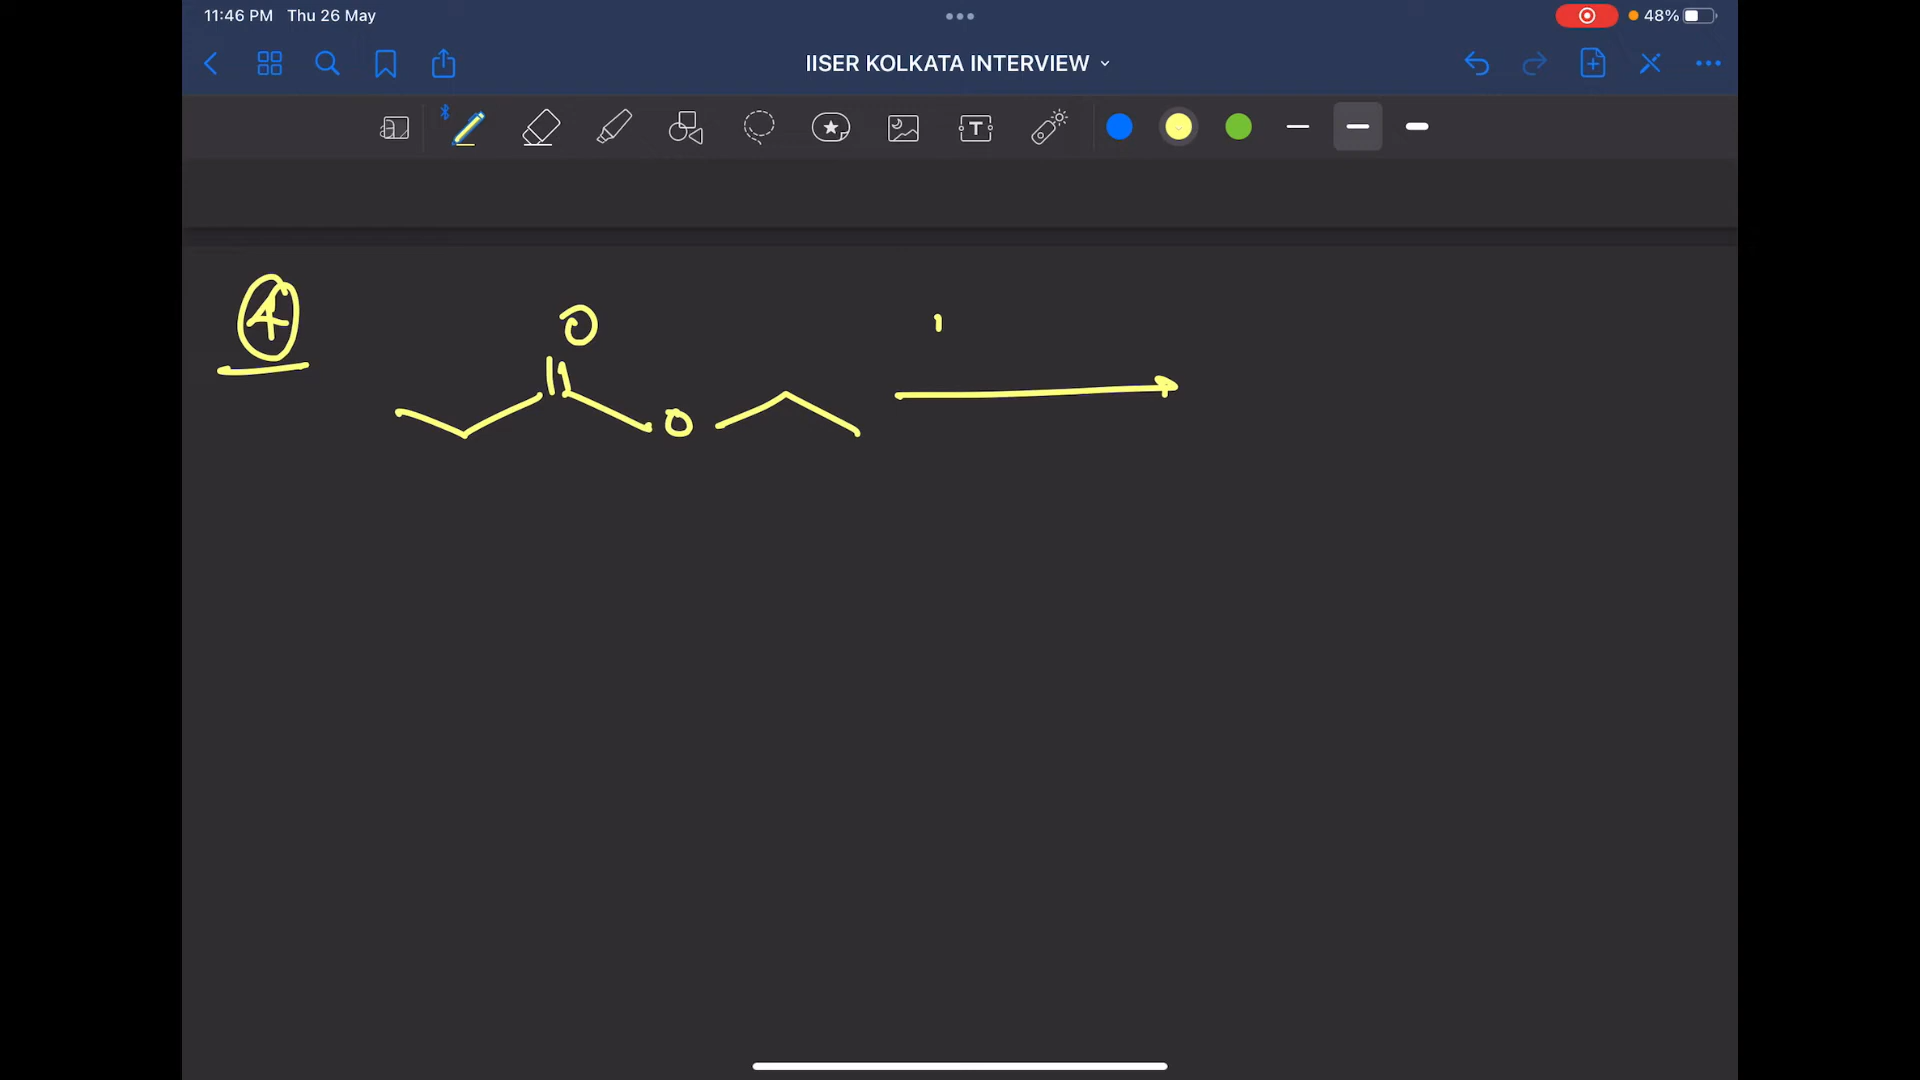 11:46 PM Thu 26 May
48%
IISER KOLKATA INTERVIEW
T
4
O
O